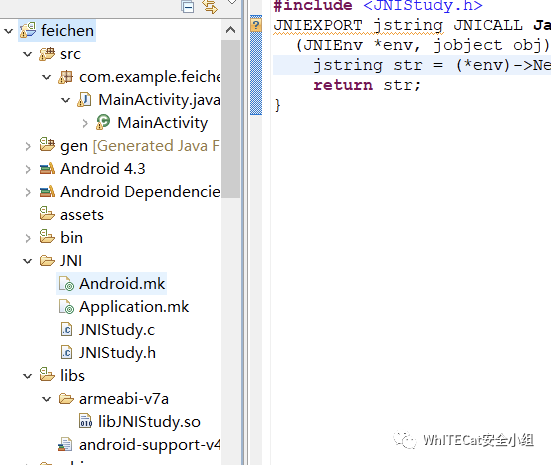 feichen
src
com.example.feiche
MainActivity.java
MainActivity
gen [Generated Java F
Android 4.3
Android Dependencie
assets
bin
JNI
Android.mk
Application.mk
JNIStudy.c
JNIStudy.h
libs
armeabi-v7a
libJNIStudy.so
android-support-v4
#include <JNIStudy.h>
JNIEXPORT jstring JNICALL Ja
(JNIEnv *env, jobject obj)
jstring str = (*env)->Ne
return str;
}
WhITECat安全小组